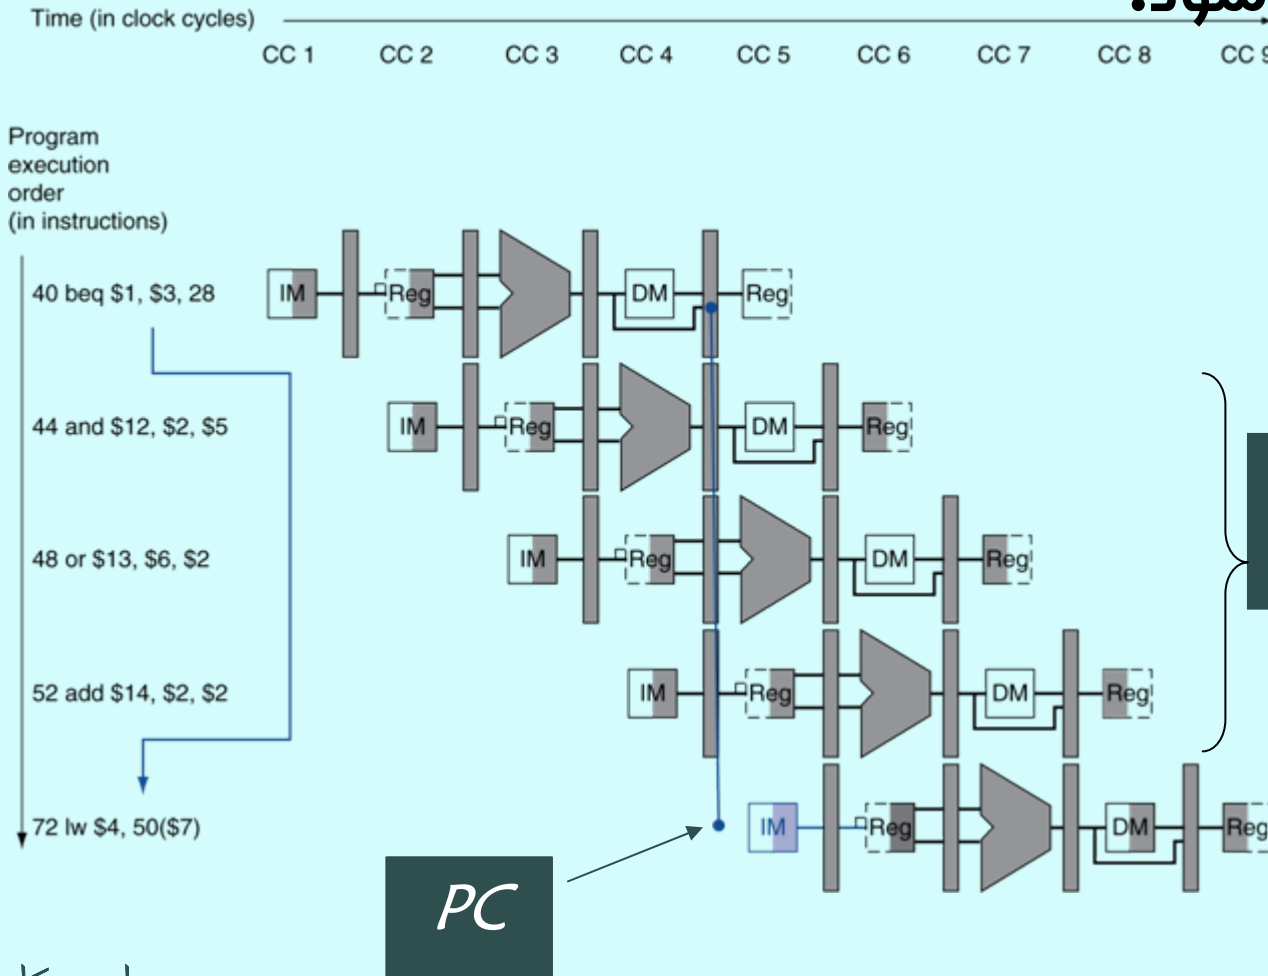 Time (in clock cycles)
CC 1 CC 2 CC 3 CC 4 CC 5 CC 6 CC 7 CC 8 CC
Program
execution
order
(in instructions)
40 beq $1, $3, 28
IM Reg DM Reg
44 and $12, $2, $5
IM Reg DM Reg
48 or $13, $6, $2
IM Reg DM Reg
52 add $14, $2, $2
IM Reg DM Reg
72 lw $4, 50($7)
IM Reg DM Reg
PC